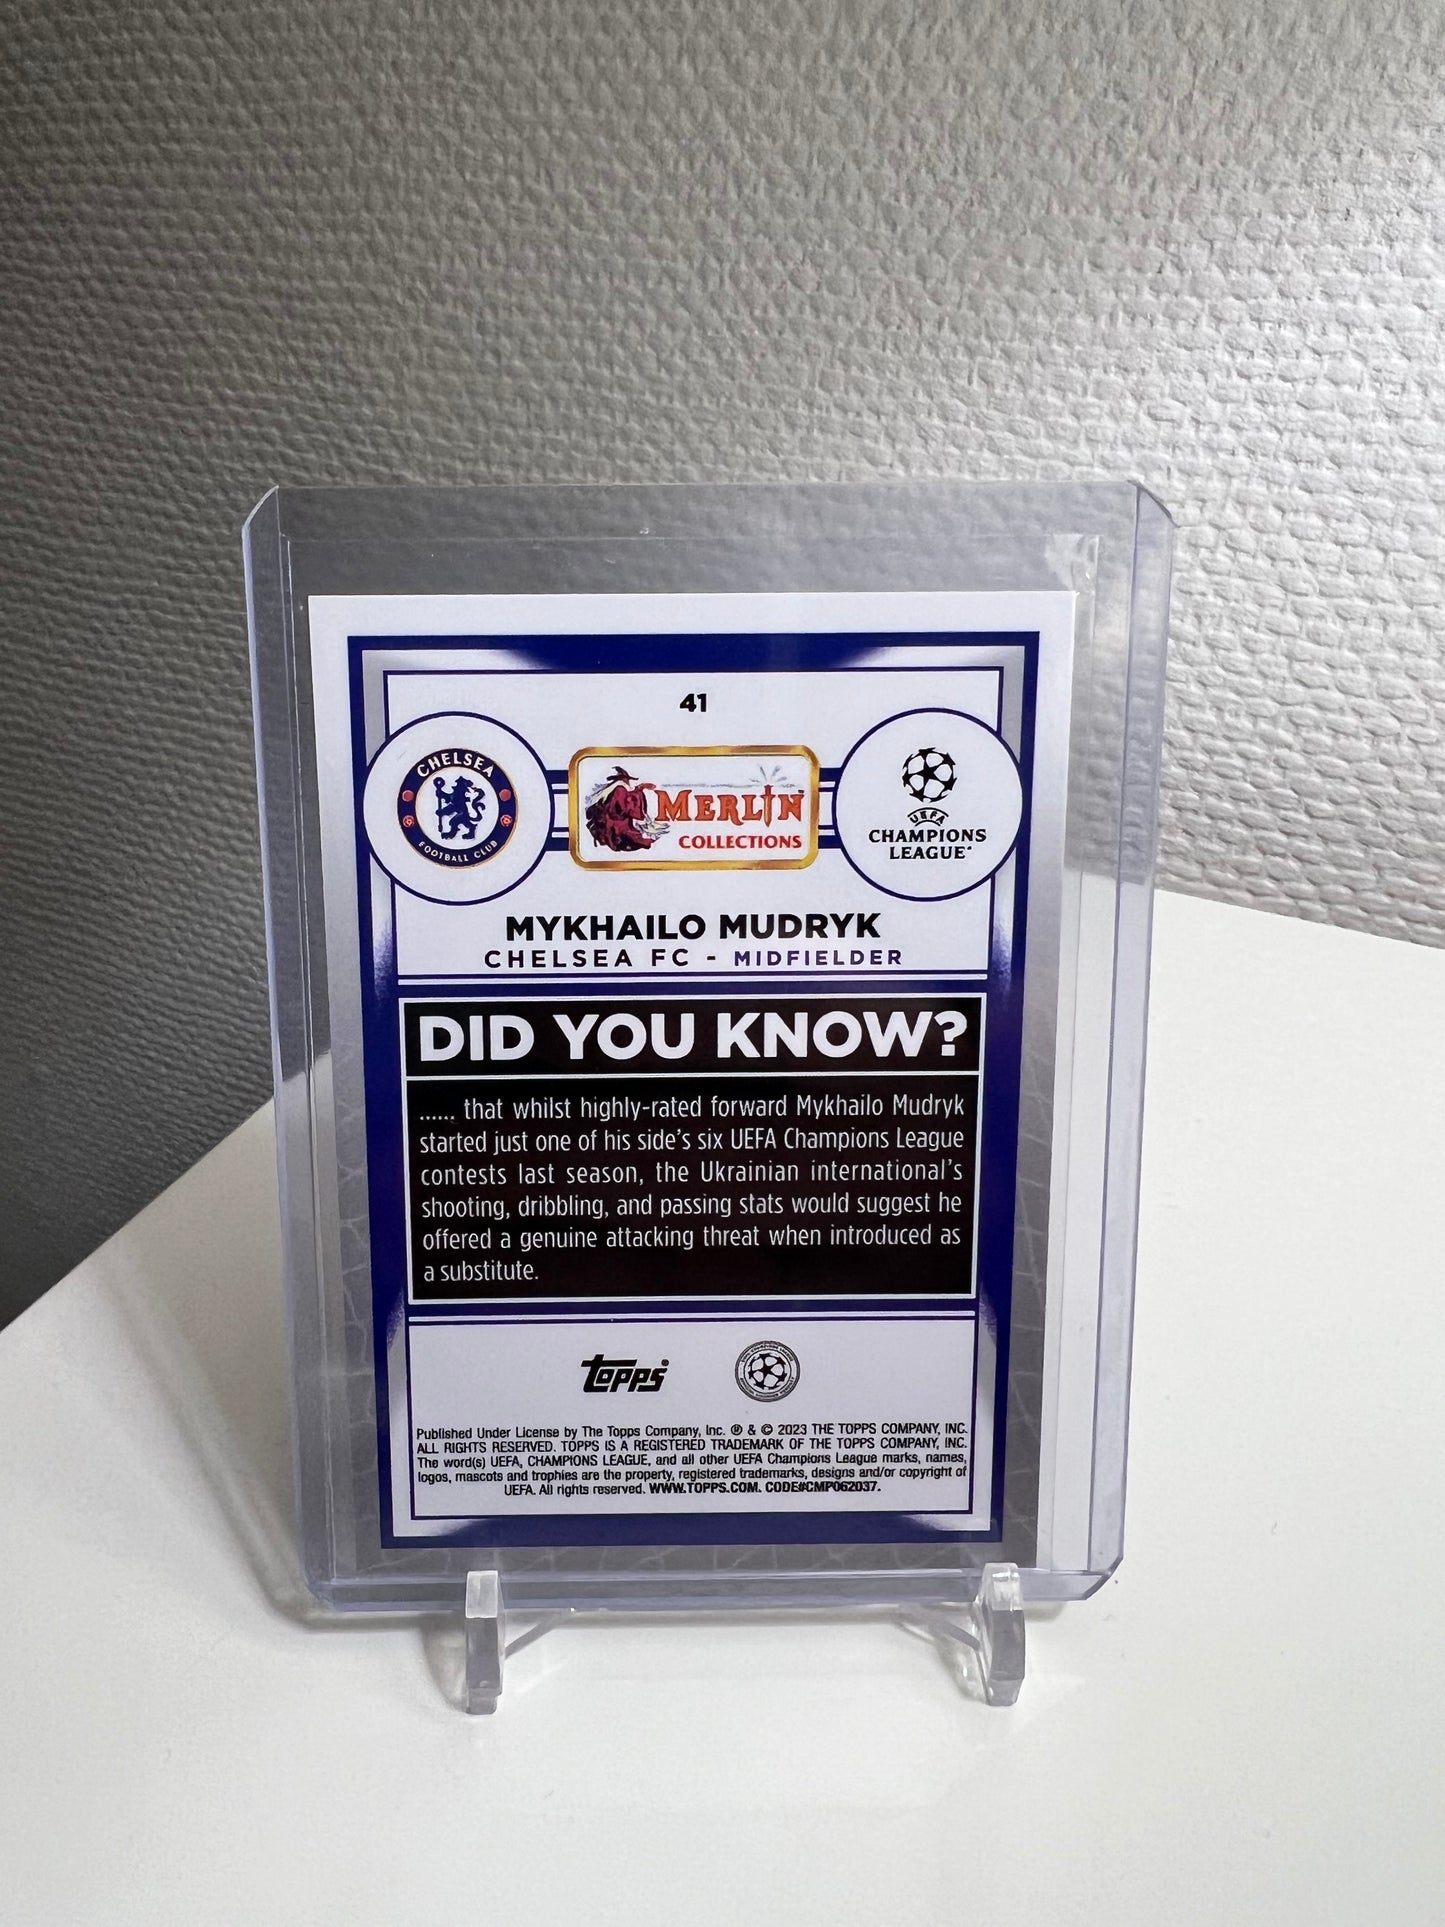 41
CHELSEA
FOOTBALL CLUB
MERLIN
COLLECTIONS
UEFA
CHAMPIONS
LEAGUE
MYKHAILO MUDRYK
CHELSEA FC - MIDFIELDER
DID YOU KNOW?
...... that whilst highly-rated forward Mykhailo Mudryk
started just one of his side's six UEFA Champions League
contests last season, the Ukrainian international's
shooting, dribbling, and passing stats would suggest he
offered a genuine attacking threat when introduced as
a substitute.
Topps®
Published Under License by The Topps Company, Inc. ® & © 2023 THE TOPPS COMPANY, INC.
ALL RIGHTS RESERVED. TOPPS IS A REGISTERED TRADEMARK OF THE TOPPS COMPANY, INC.
The word(s) UEFA, CHAMPIONS LEAGUE, and all other UEFA Champions League marks, names,
logos, mascots and trophies are the property, registered trademarks, designs and/or copyright of
UEFA. All rights reserved. WWW.TOPPS.COM. CODE#CMP062037.